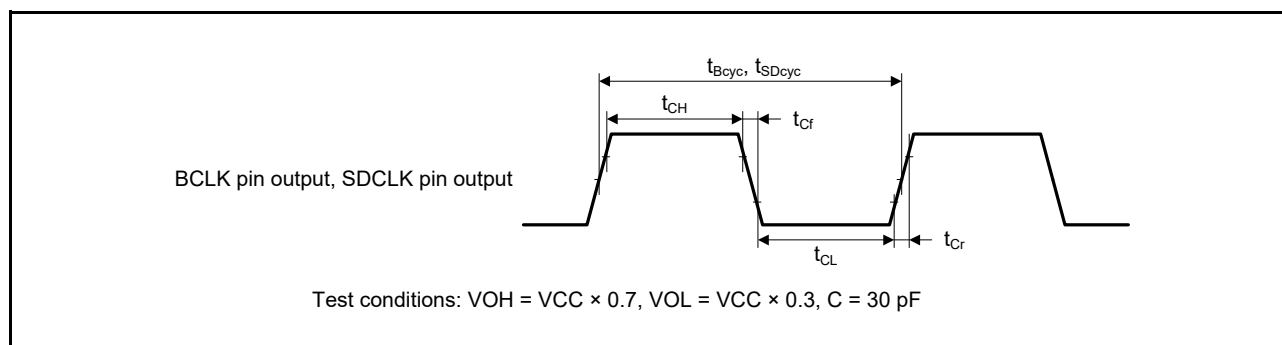 tBcyc, tSDcyc
tCH
tCf
BCLK pin output, SDCLK pin output
tCL
tCr
Test conditions: VOH = VCC × 0.7, VOL = VCC × 0.3, C = 30 pF